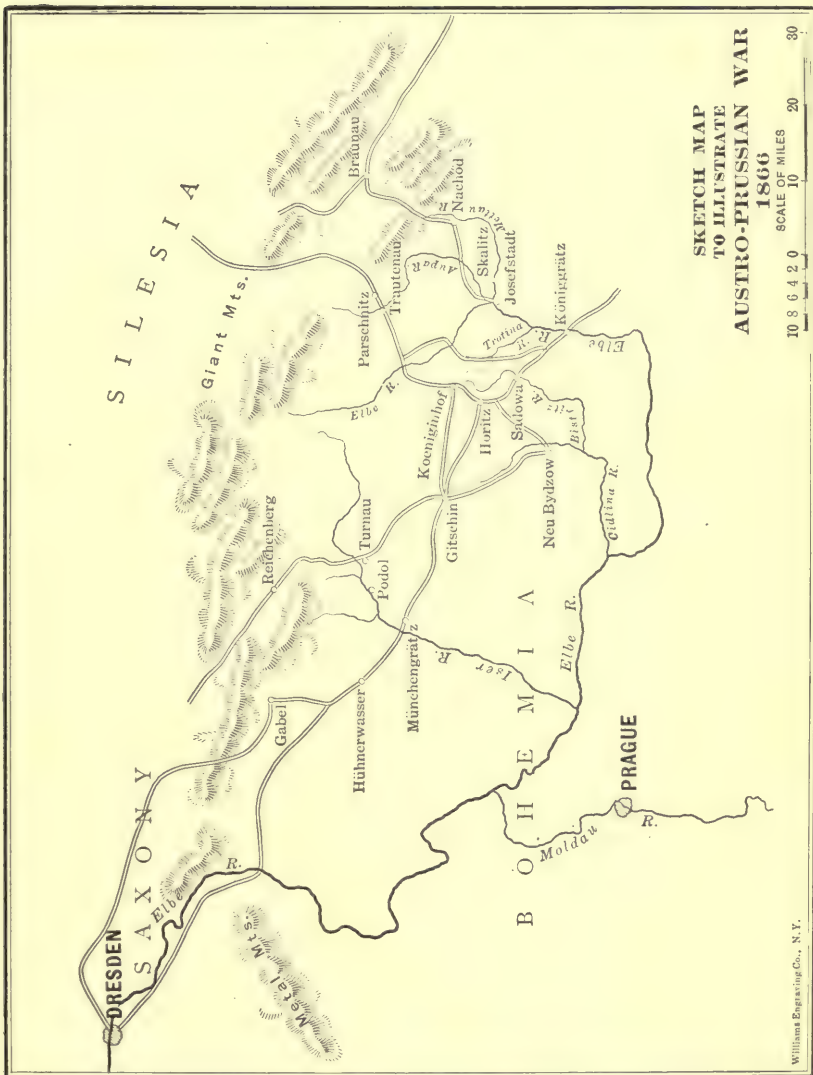 SILESIA
Giant Mts.
SAXONY
DRESDEN
Elbe
R.
Metal Mts.
Gabel
Reichenberg
Hühnerwasser
Turnau
Podol
Münchengrätz
Iser
R.
Gitschin
Koeniginhof
Horitz
Sadowa
Neu Bydzow
Bistritz R.
Cidlina R.
Elbe R.
Parschnitz
Trautenau
Aupa R
Braunau
Nachod
Mettau R.
Skalitz
Josefstadt
Trotina
R.
Königgrätz
Elbe
R.
Elbe R.
BOHEMIA
Moldau
R.
PRAGUE
SKETCH MAP
TO ILLUSTRATE
AUSTRO-PRUSSIAN WAR
1866
SCALE OF MILES
10 8 6 4 2 0 10 20 30
Williams Engraving Co., N.Y.